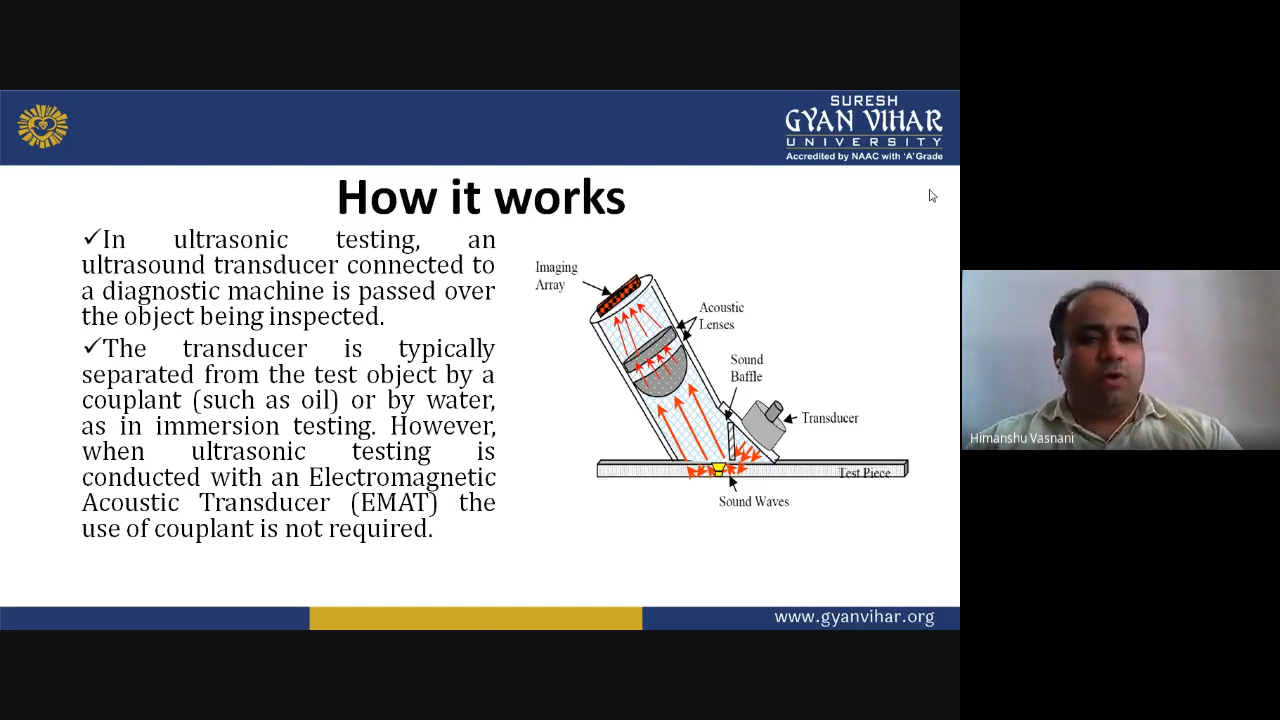 SURESH
GYAN VIHAR
UNIVERSITY
Accredited by NAAC with 'A' Grade
How it works
✓In ultrasonic testing, an
ultrasound transducer connected to
a diagnostic machine is passed over
the object being inspected.
✓The transducer is typically
separated from the test object by a
couplant (such as oil) or by water,
as in immersion testing. However,
when ultrasonic testing is
conducted with an Electromagnetic
Acoustic Transducer (EMAT) the
use of couplant is not required.
Imaging
Array
Acoustic
Lenses
Sound
Baffle
Transducer
Test Piece
Sound Waves
www.gyanvihar.org
Himanshu Vasnani